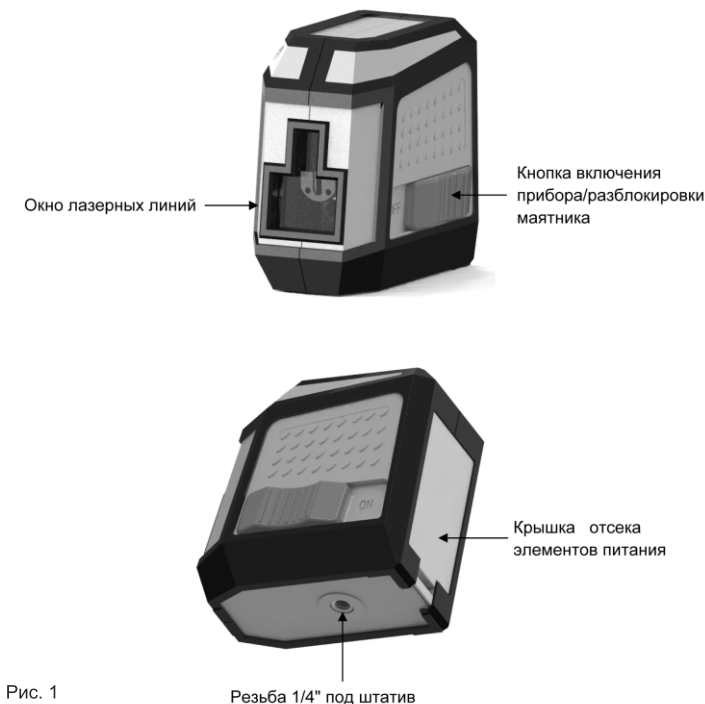 Окно лазерных линий
Кнопка включения
прибора/разблокировки
маятника
FF
ON
Крышка отсека
элементов питания
Рис. 1
Резьба 1/4" под штатив